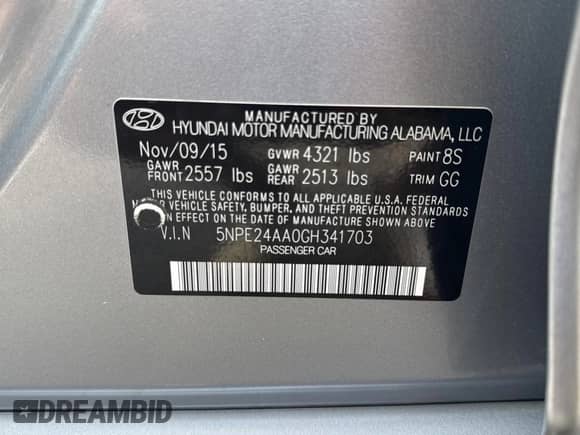 MANUFACTURED BY
HYUNDAI MOTOR MANUFACTURING ALABAMA, LLC
Nov/09/15 GVWR 4321 lbs PAINT 8S
GAWR FRONT 2557 lbs GAWR REAR 2513 lbs TRIM GG
THIS VEHICLE CONFORMS TO ALL APPLICABLE U.S.A. FEDERAL
MOTOR VEHICLE SAFETY, BUMPER, AND THEFT PREVENTION STANDARDS
IN EFFECT ON THE DATE OF MANUFACTURE SHOWN ABOVE.
V.I.N 5NPE24AA0GH341703
PASSENGER CAR
DREAMBID